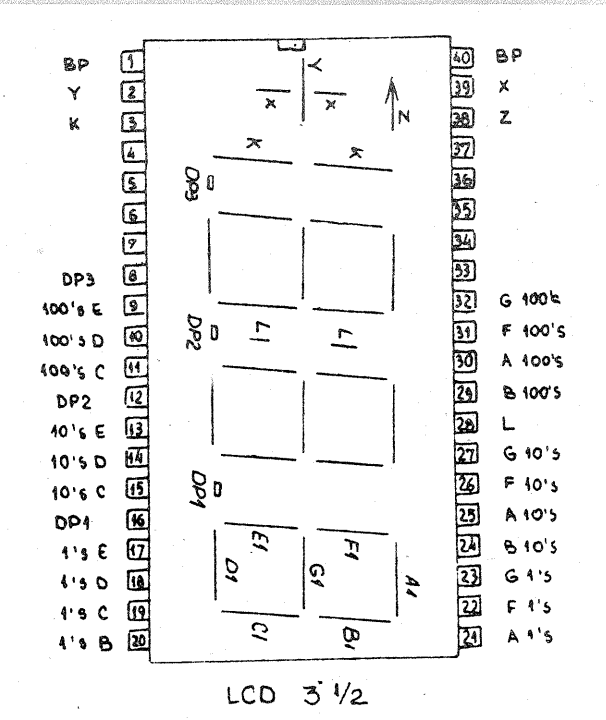 BP 1
Y 2
K 3
4
5
6
7
DP3 8
100's E 9
100's D 10
100's C 11
DP2 12
10's E 13
10's D 14
10's C 15
DP1 16
1's E 17
1's D 18
1's C 19
1's B 20
Y
X X
Z
K K
DP3
DP2 L L
DP1
E1 F1
D1 G1 A1
C1 B1
40 BP
39 X
38 Z
37
36
35
34
33
32 G 100's
31 F 100's
30 A 100's
29 B 100's
28 L
27 G 10's
26 F 10's
25 A 10's
24 B 10's
23 G 1's
22 F 1's
21 A 1's
LCD 3 1/2